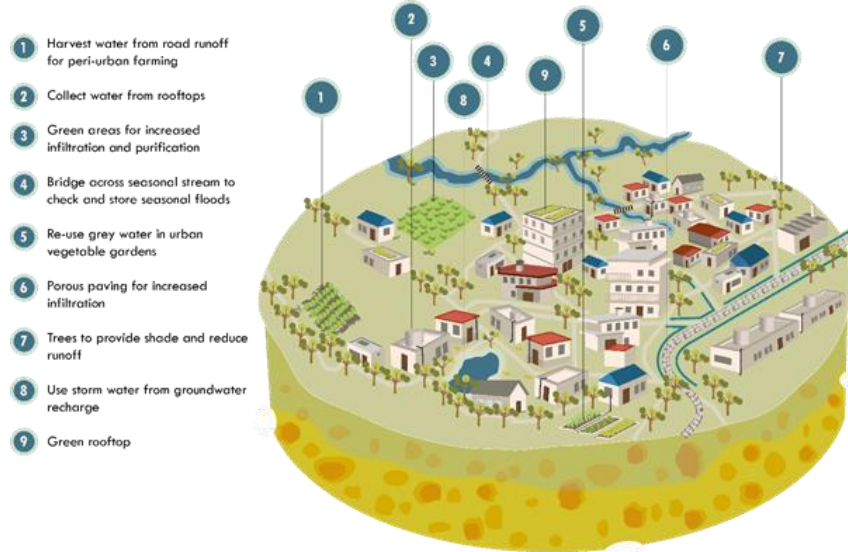 1 Harvest water from road runoff
for peri-urban farming
2 Collect water from rooftops
3 Green areas for increased
infiltration and purification
4 Bridge across seasonal stream to
check and store seasonal floods
5 Re-use grey water in urban
vegetable gardens
6 Porous paving for increased
infiltration
7 Trees to provide shade and reduce
runoff
8 Use storm water from groundwater
recharge
9 Green rooftop
2
5
6
3
4
7
9
8
1